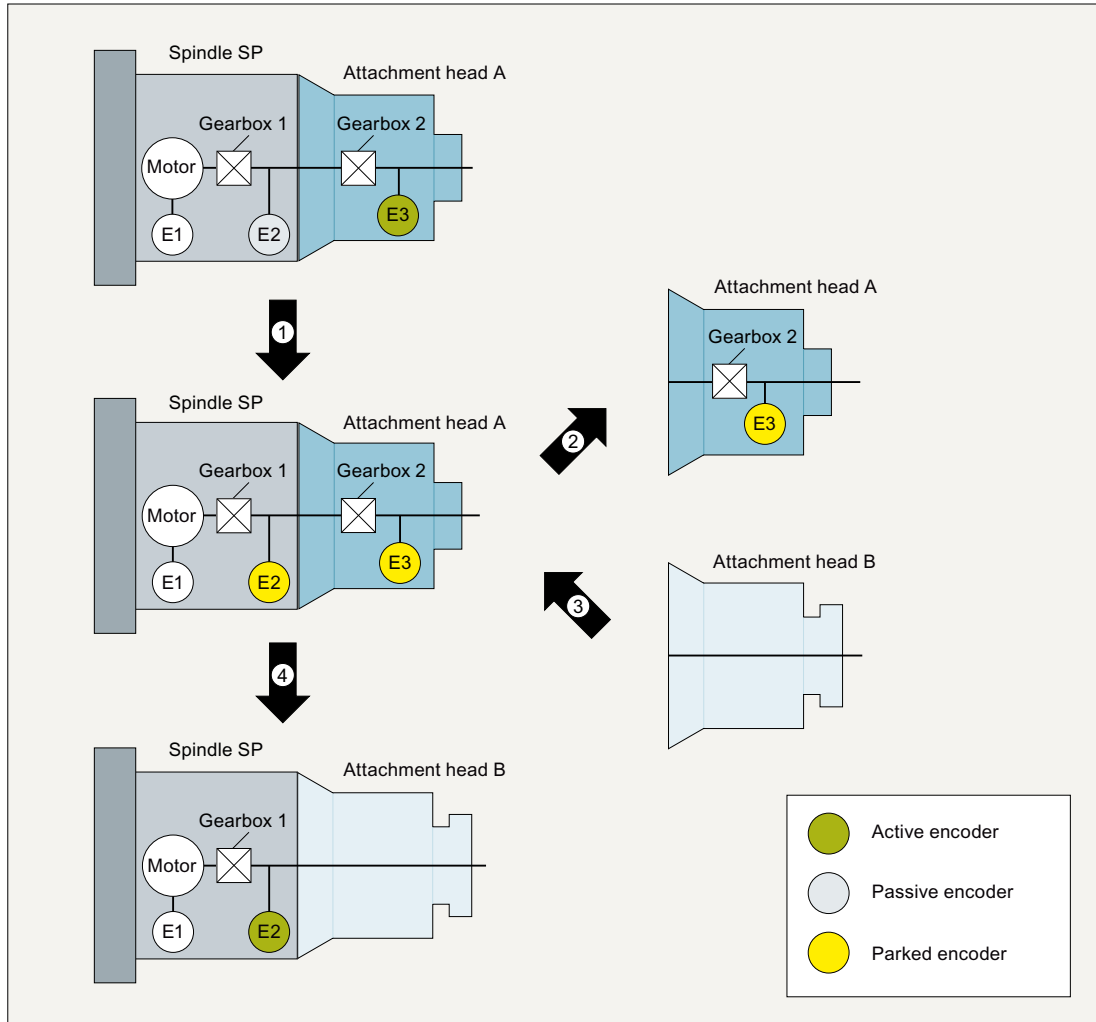 Spindle SP
Attachment head A
Gearbox 1
Gearbox 2
Motor
E1
E2
E3
1
Attachment head A
Gearbox 2
E3
2
Spindle SP
Attachment head A
Gearbox 1
Gearbox 2
Motor
E1
E2
E3
Attachment head B
3
4
Spindle SP
Attachment head B
Gearbox 1
Motor
E1
E2
Active encoder
Passive encoder
Parked encoder